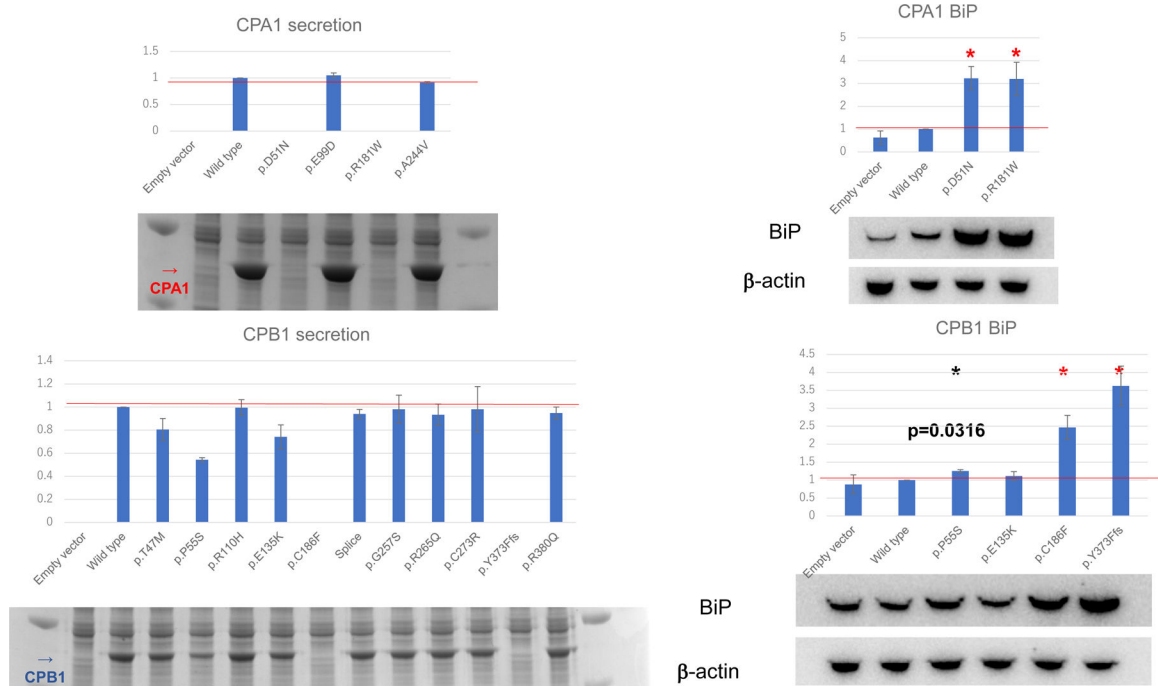 CPA1 secretion
1.5
1
0.5
0
Empty vector
Wild type
p.D51N
p.E99D
p.R181W
p.A244V
→
CPA1
CPA1 BiP
5
4
3
2
1
0
* *
Empty vector
Wild type
p.D51N
p.R181W
BiP
β-actin
CPB1 secretion
1.4
1.2
1
0.8
0.6
0.4
0.2
0
Empty vector
Wild type
p.T47M
p.P55S
p.R110H
p.E135K
p.C186F
Splice
p.G257S
p.R265Q
p.C273R
p.Y373Ffs
p.R380Q
→
CPB1
CPB1 BiP
4.5
4
3.5
3
2.5
2
1.5
1
0.5
0
* * *
p=0.0316
Empty vector
Wild type
p.P55S
p.E135K
p.C186F
p.Y373Ffs
BiP
β-actin